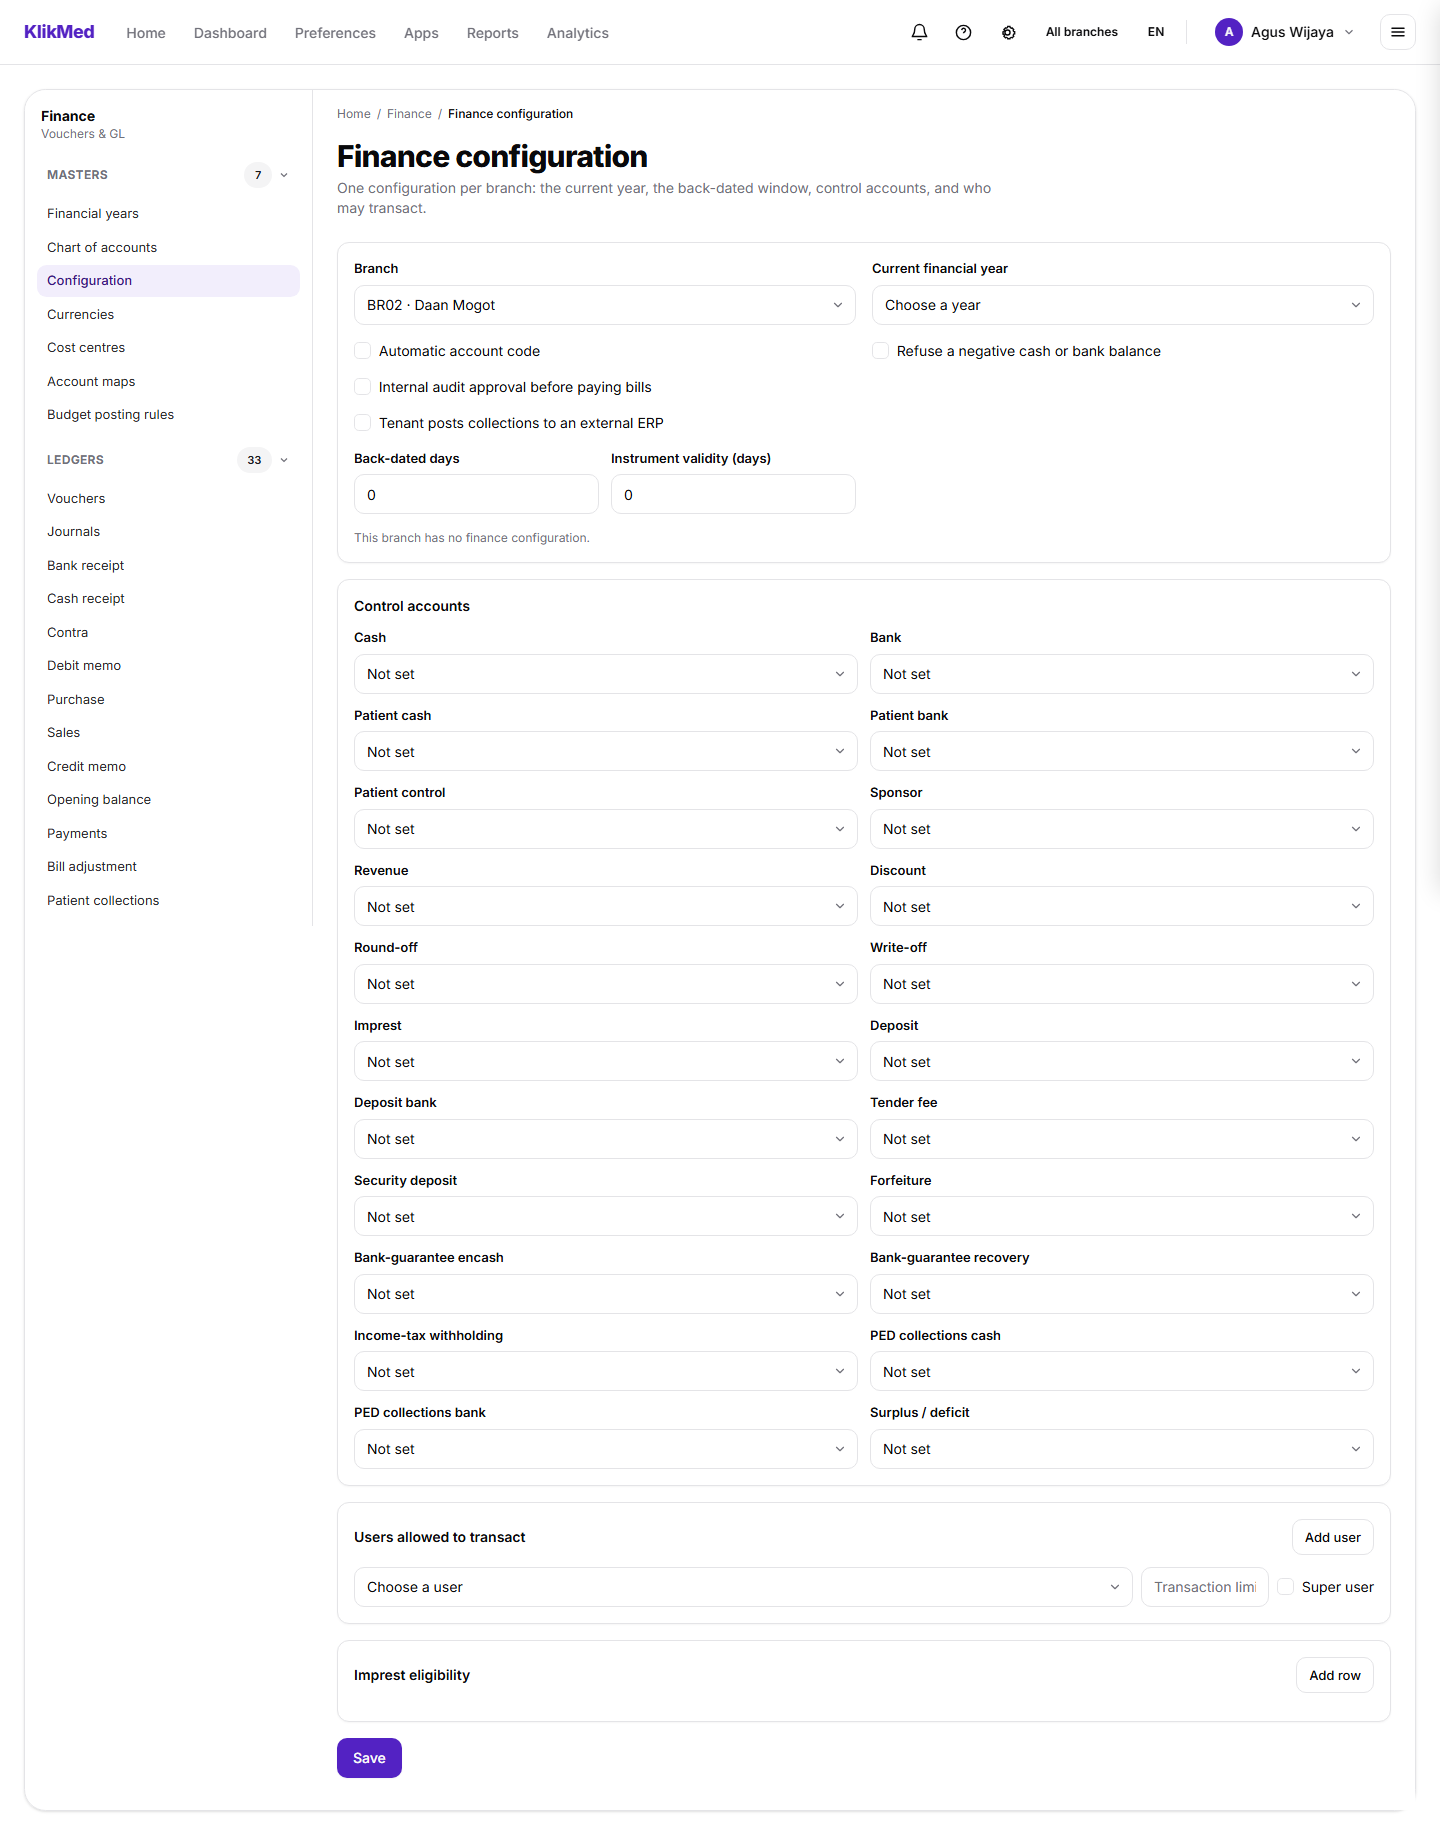 KlikMed
Home
Dashboard
Preferences
Apps
Reports
Analytics
All branches
EN
A
Agus Wijaya
Finance
Vouchers & GL
MASTERS
7
Financial years
Chart of accounts
Configuration
Currencies
Cost centres
Account maps
Budget posting rules
LEDGERS
33
Vouchers
Journals
Bank receipt
Cash receipt
Contra
Debit memo
Purchase
Sales
Credit memo
Opening balance
Payments
Bill adjustment
Patient collections
Home / Finance / Finance configuration
Finance configuration
One configuration per branch: the current year, the back-dated window, control accounts, and who
may transact.
Branch
BR02 · Daan Mogot
Current financial year
Choose a year
Automatic account code
Refuse a negative cash or bank balance
Internal audit approval before paying bills
Tenant posts collections to an external ERP
Back-dated days
0
Instrument validity (days)
0
This branch has no finance configuration.
Control accounts
Cash
Not set
Bank
Not set
Patient cash
Not set
Patient bank
Not set
Patient control
Not set
Sponsor
Not set
Revenue
Not set
Discount
Not set
Round-off
Not set
Write-off
Not set
Imprest
Not set
Deposit
Not set
Deposit bank
Not set
Tender fee
Not set
Security deposit
Not set
Forfeiture
Not set
Bank-guarantee encash
Not set
Bank-guarantee recovery
Not set
Income-tax withholding
Not set
PED collections cash
Not set
PED collections bank
Not set
Surplus / deficit
Not set
Users allowed to transact
Add user
Choose a user
Transaction limi
Super user
Imprest eligibility
Add row
Save